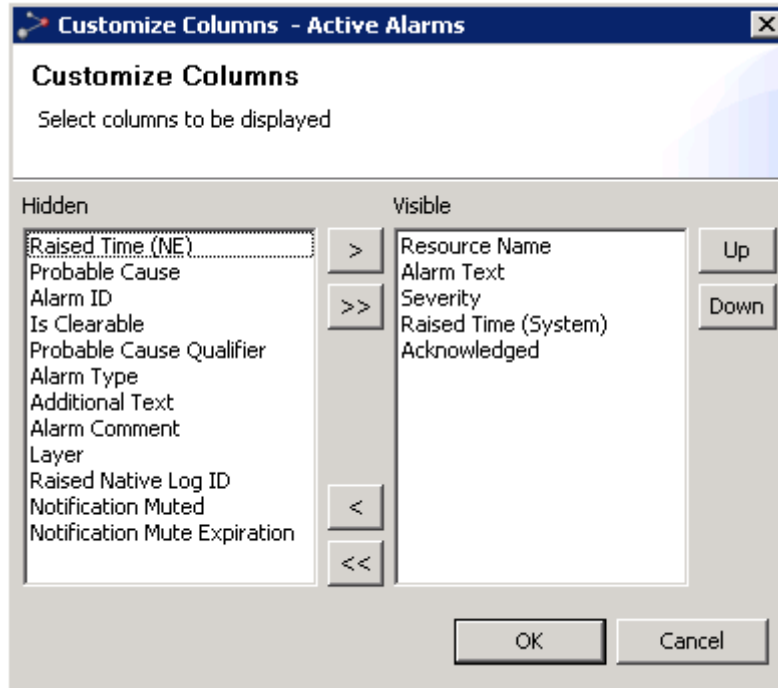 Customize Columns - Active Alarms
Customize Columns
Select columns to be displayed
Hidden
Visible
Raised Time (NE)
Probable Cause
Alarm ID
Is Clearable
Probable Cause Qualifier
Alarm Type
Additional Text
Alarm Comment
Layer
Raised Native Log ID
Notification Muted
Notification Mute Expiration
>
>>
<
<<
Resource Name
Alarm Text
Severity
Raised Time (System)
Acknowledged
Up
Down
OK
Cancel